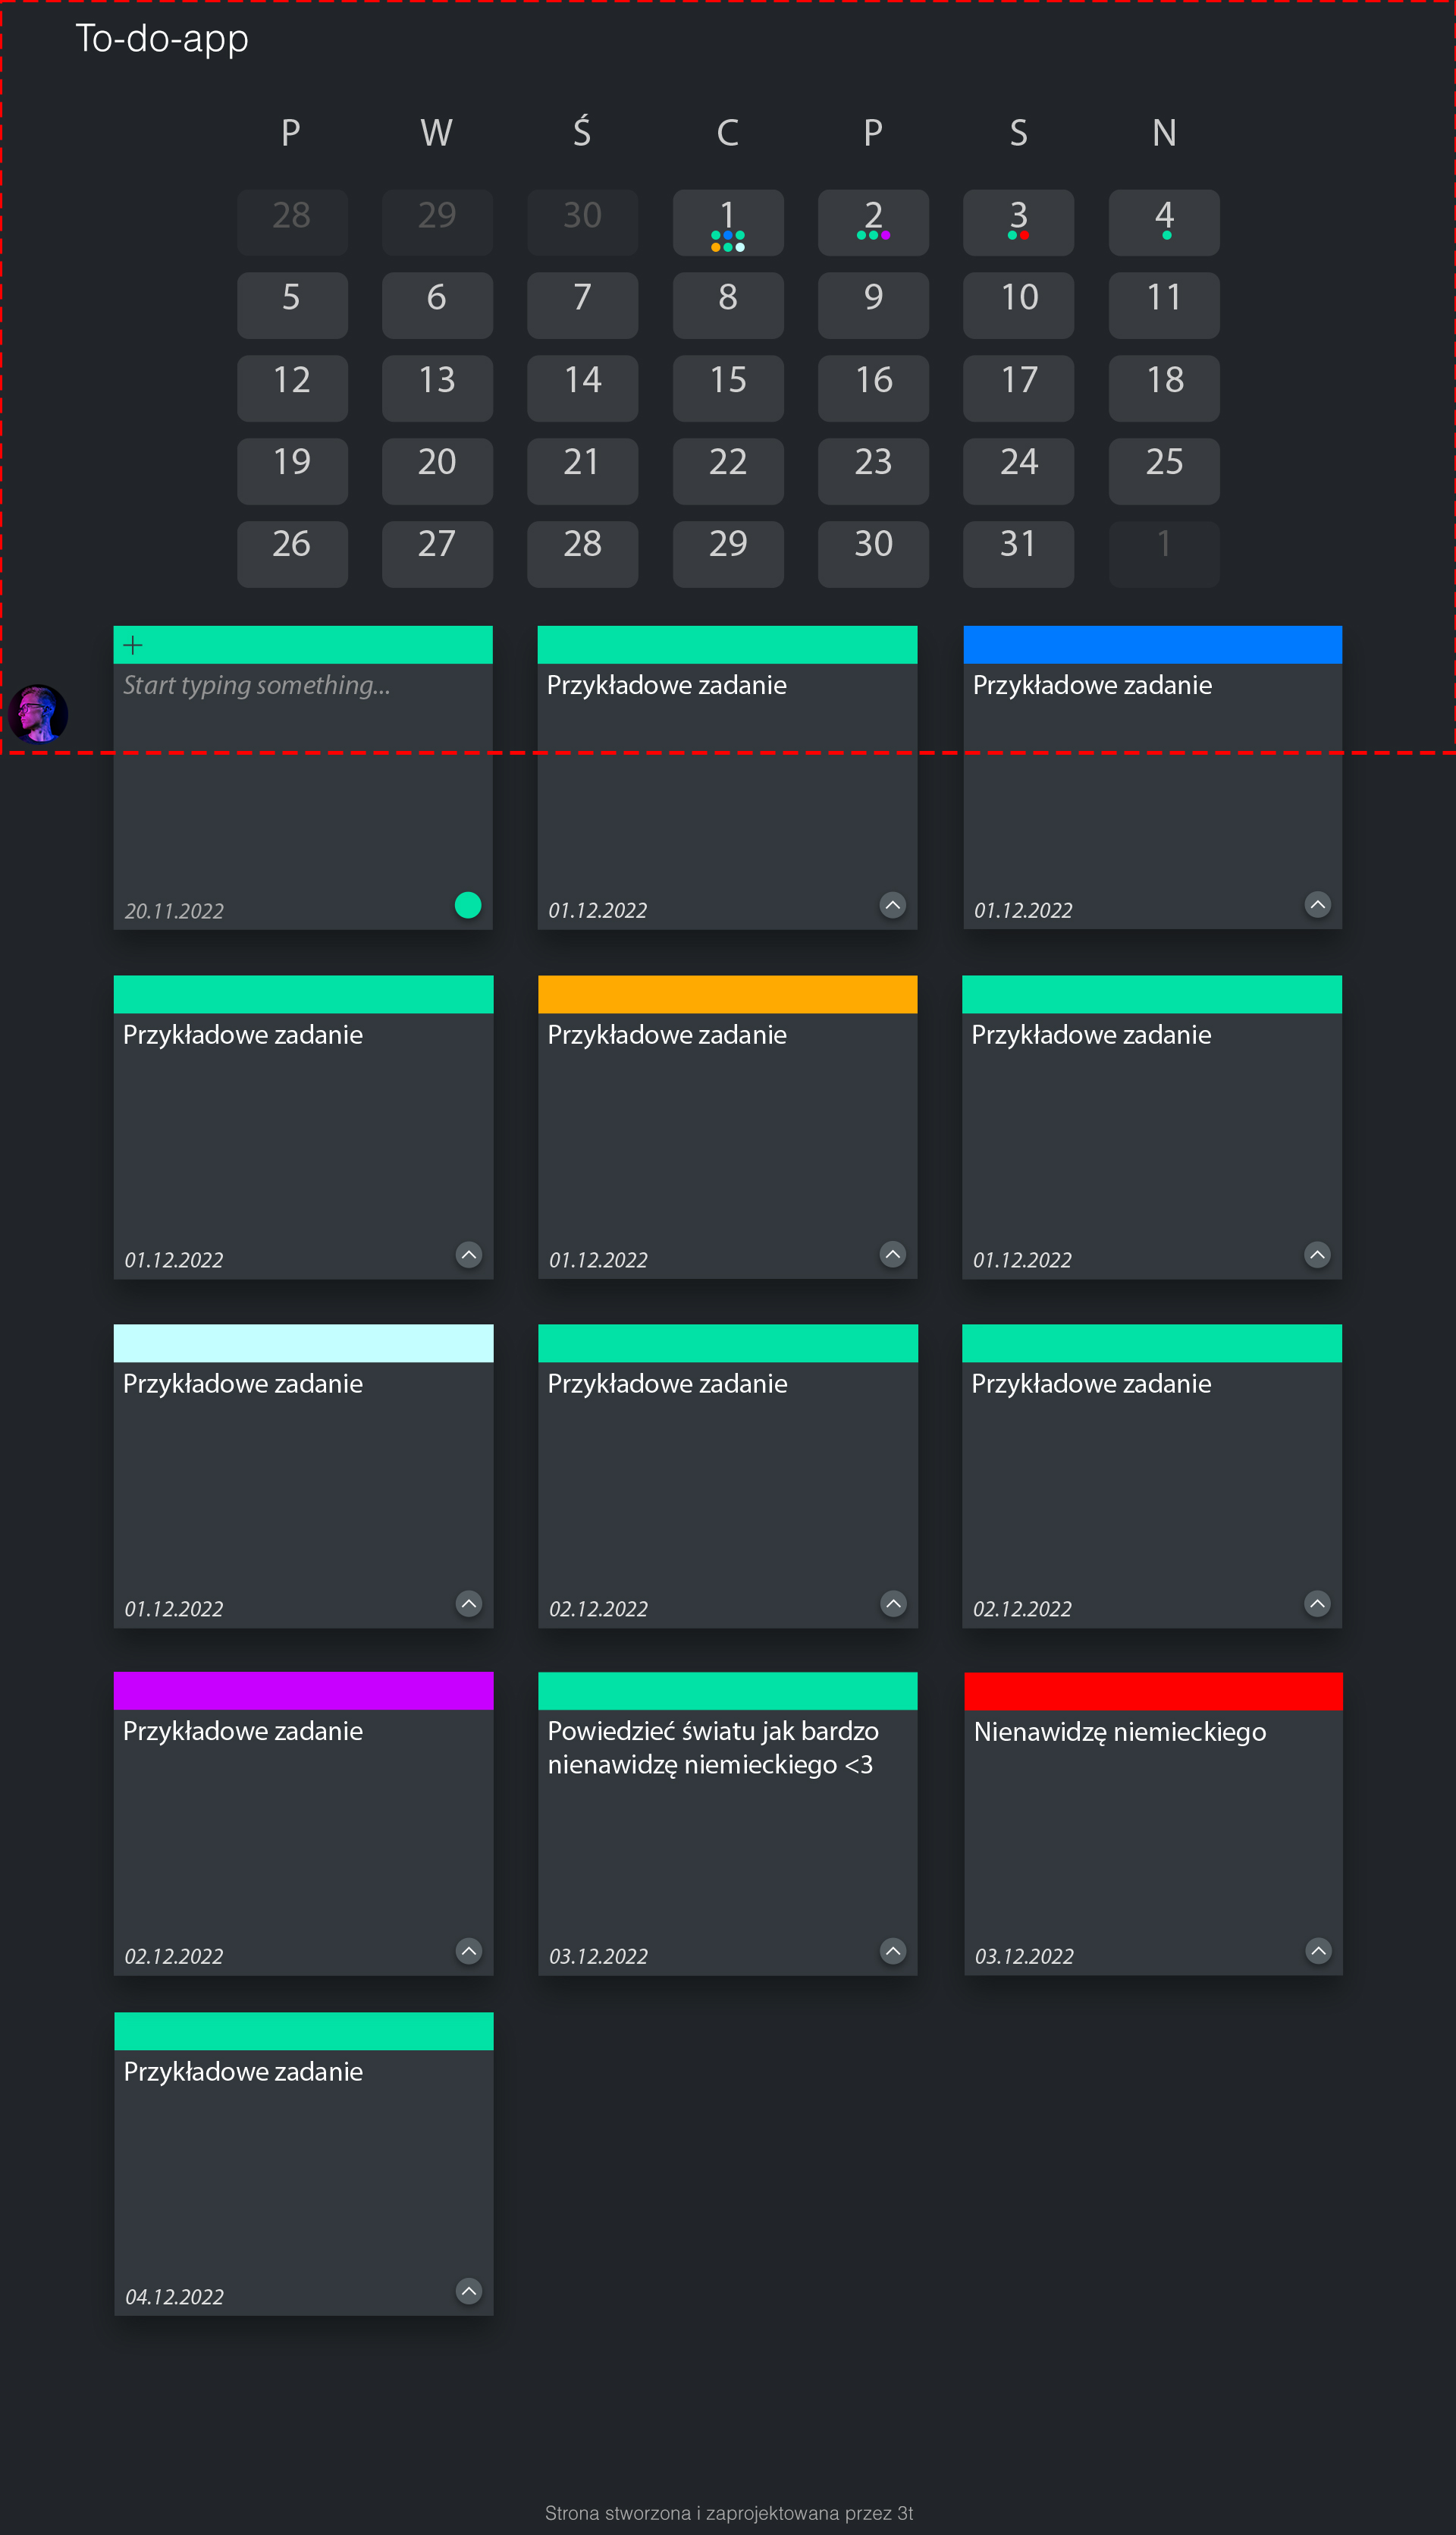 To-do-app
P W Ś C P S N
28 29 30 1 2 3 4
5 6 7 8 9 10 11
12 13 14 15 16 17 18
19 20 21 22 23 24 25
26 27 28 29 30 31 1
+
Start typing something...
20.11.2022
Przykładowe zadanie
01.12.2022
Przykładowe zadanie
01.12.2022
Przykładowe zadanie
01.12.2022
Przykładowe zadanie
01.12.2022
Przykładowe zadanie
01.12.2022
Przykładowe zadanie
01.12.2022
Przykładowe zadanie
02.12.2022
Przykładowe zadanie
02.12.2022
Przykładowe zadanie
02.12.2022
Powiedzieć światu jak bardzo
nienawidzę niemieckiego <3
03.12.2022
Nienawidzę niemieckiego
03.12.2022
Przykładowe zadanie
04.12.2022
Strona stworzona i zaprojektowana przez 3t